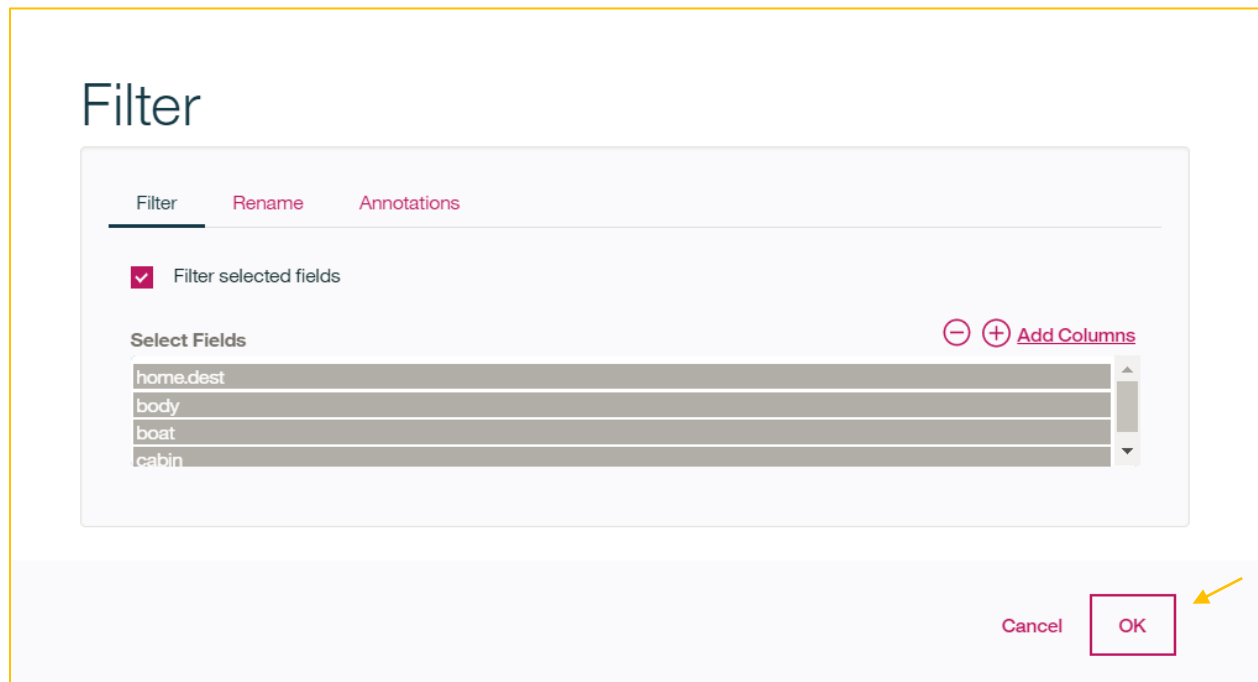 Filter
Filter Rename Annotations
Filter selected fields
Select Fields Add Columns
home.dest
body
boat
cabin
Cancel OK